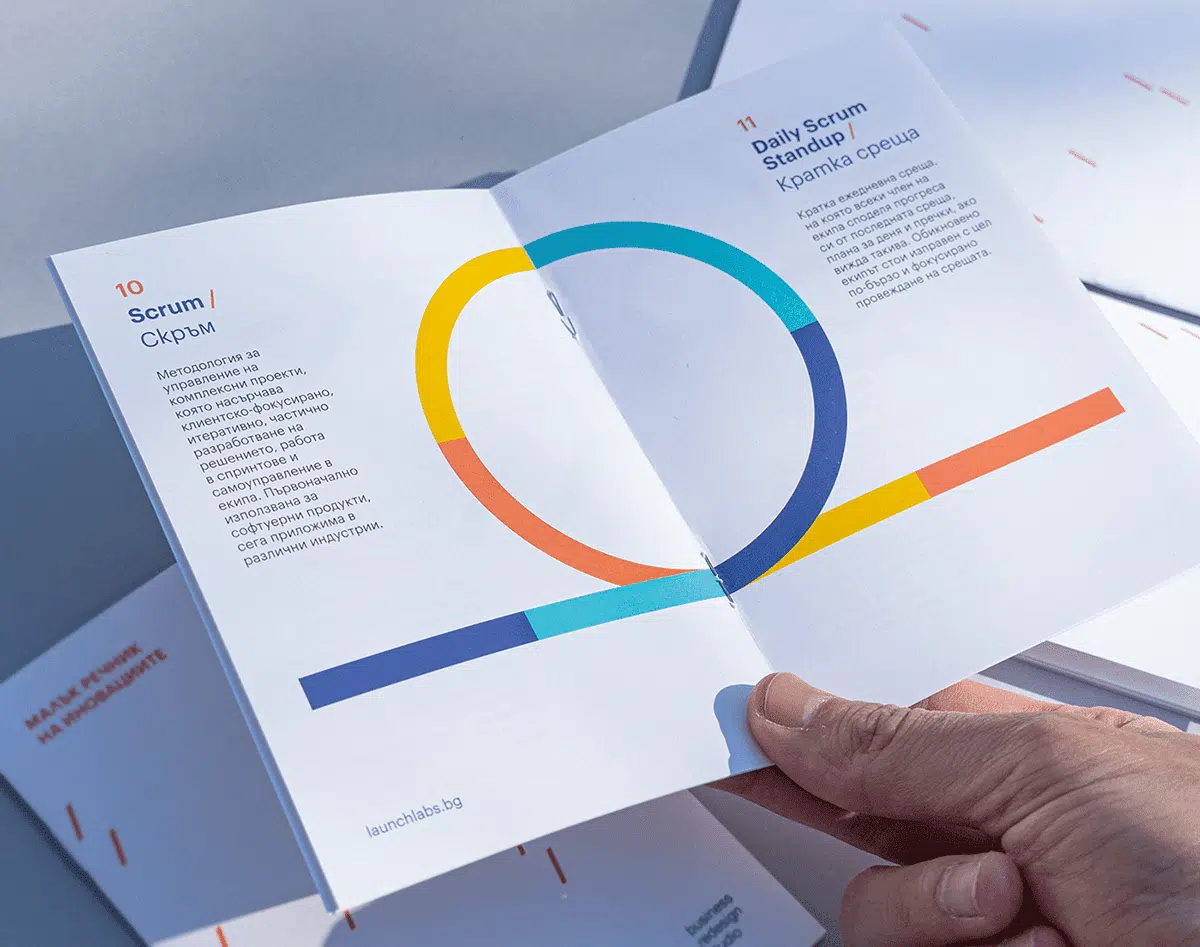 10
Scrum /
Скръм
Методология за
управление на
комплексни проекти,
която насърчава
клиентско-фокусирано,
итеративно, частично
разработване на
решението, работа
в спринтове и
самоуправление в
екипа. Първоначално
използвана за
софтуерни продукти,
сега приложима в
различни индустрии.
launchlabs.bg
11
Daily Scrum
Standup /
Кратка среща
Кратка ежедневна среща,
на която всеки член на
екипа споделя прогреса
си от последната среща,
плана за деня и пречки, ако
вижда такива. Обикновено
екипът стои изправен с цел
по-бързо и фокусирано
провеждане на срещата.
МАЛЪК РЕЧНИК
НА ИНОВАЦИИТЕ
business
redesign